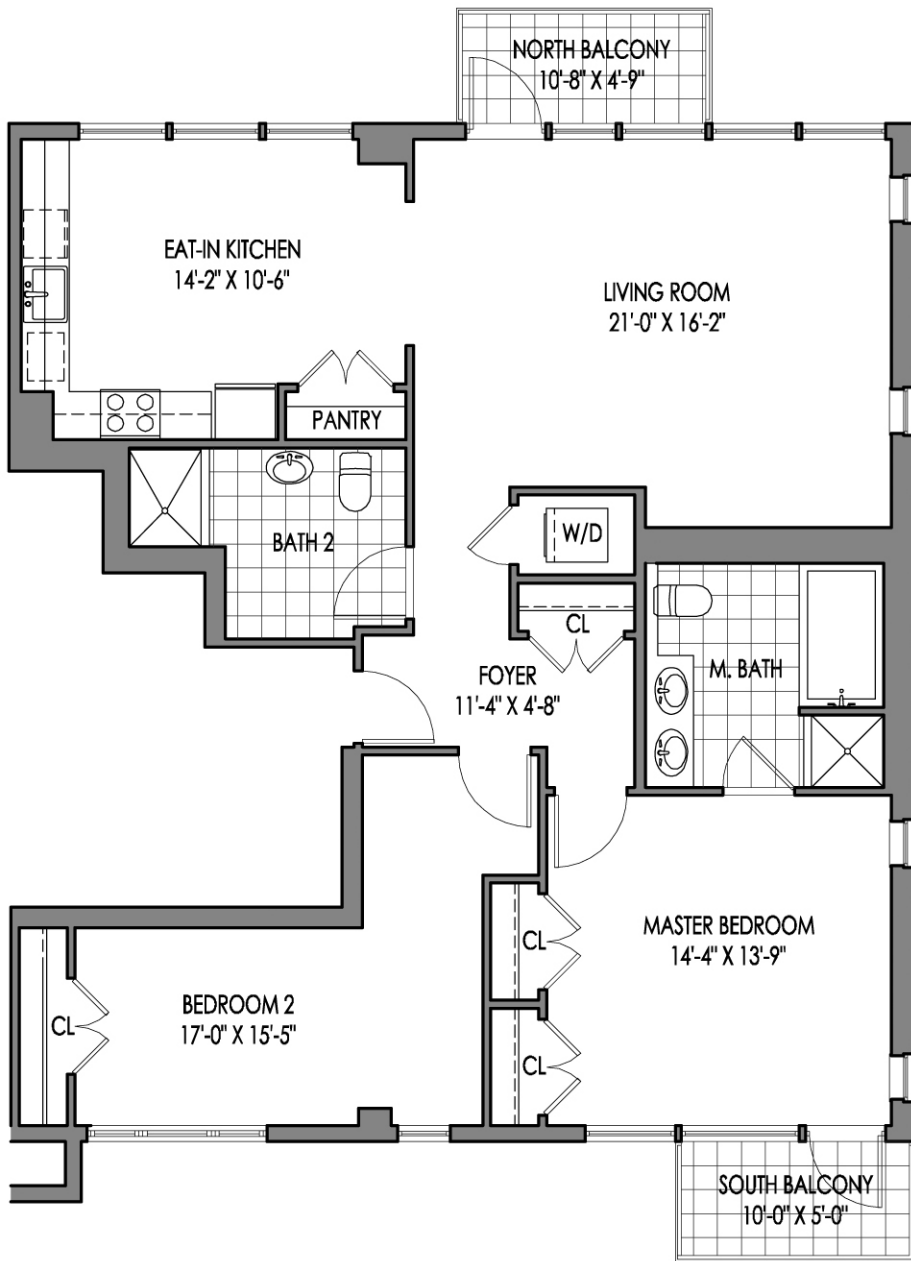 NORTH BALCONY
10'-8" X 4'-9"
EAT-IN KITCHEN
14'-2" X 10'-6"
LIVING ROOM
21'-0" X 16'-2"
PANTRY
BATH 2
W/D
CL
FOYER
11'-4" X 4'-8"
M. BATH
MASTER BEDROOM
14'-4" X 13'-9"
CL
BEDROOM 2
17'-0" X 15'-5"
CL
CL
SOUTH BALCONY
10'-0" X 5'-0"